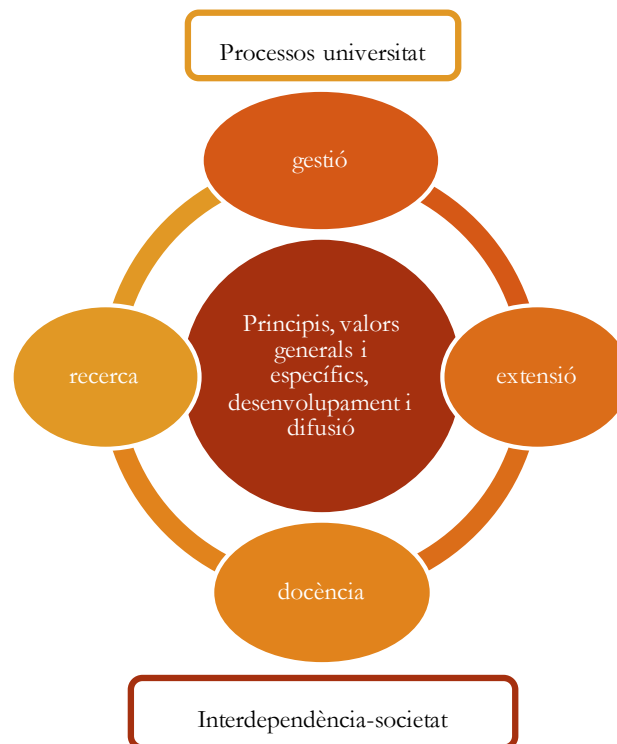 Processos universitat
gestió
Principis, valors
generals i
específics,
desenvolupament i
difusió
recerca
extensió
docència
Interdependència-societat